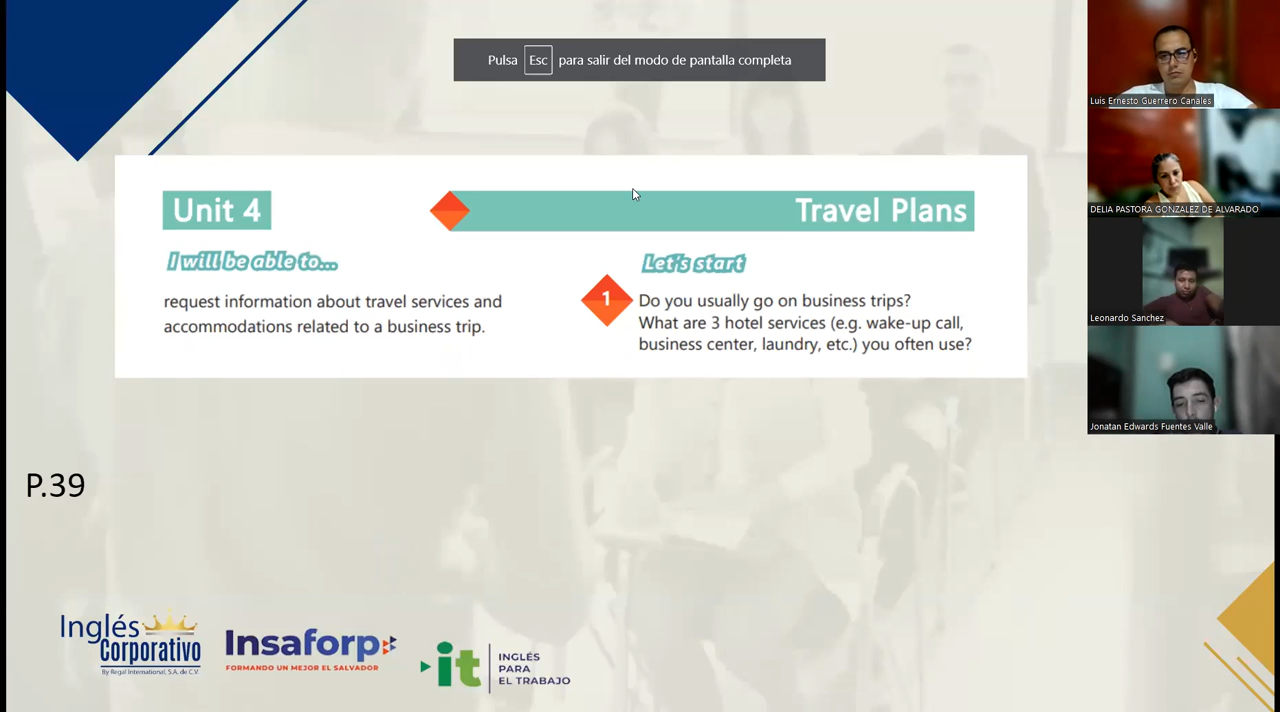 Pulsa Esc para salir del modo de pantalla completa
Luis Ernesto Guerrero Canales
DELIA PASTORA GONZALEZ DE ALVARADO
Leonardo Sanchez
Jonatan Edwards Fuentes Valle
Unit 4
Travel Plans
I will be able to...
request information about travel services and
accommodations related to a business trip.
Let's start
1
Do you usually go on business trips?
What are 3 hotel services (e.g. wake-up call,
business center, laundry, etc.) you often use?
P.39
Inglés
Corporativo
By Regal International, S.A. de C.V.
Insaforp
FORMANDO UN MEJOR EL SALVADOR
it
INGLÉS
PARA
EL TRABAJO